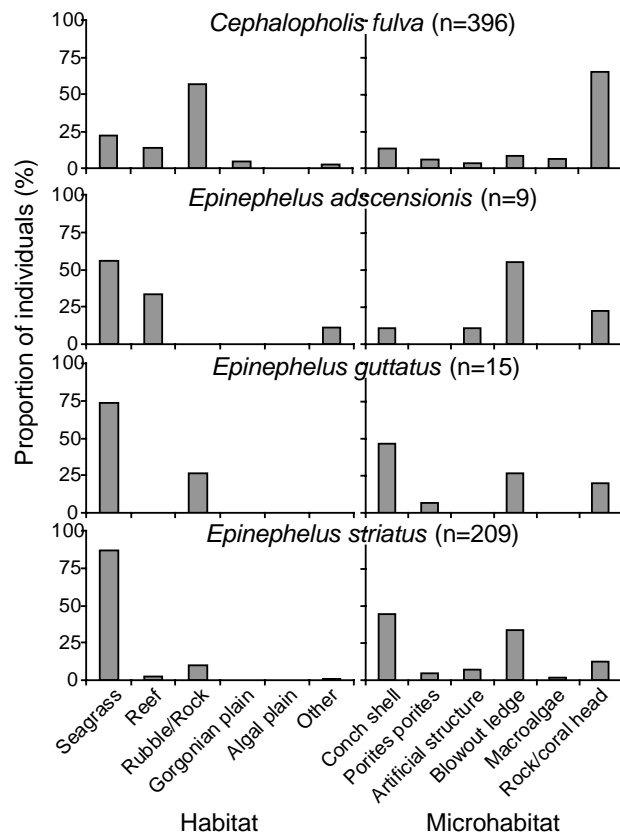 Proportion of individuals (%)
Cephalopholis fulva (n=396)
100
75
50
25
0
Epinephelus adscensionis (n=9)
100
75
50
25
0
Epinephelus guttatus (n=15)
100
75
50
25
0
Epinephelus striatus (n=209)
100
75
50
25
0
Seagrass
Reef
Rubble/Rock
Gorgonian plain
Algal plain
Other
Conch shell
Porites porites
Artificial structure
Blowout ledge
Macroalgae
Rock/coral head
Habitat
Microhabitat